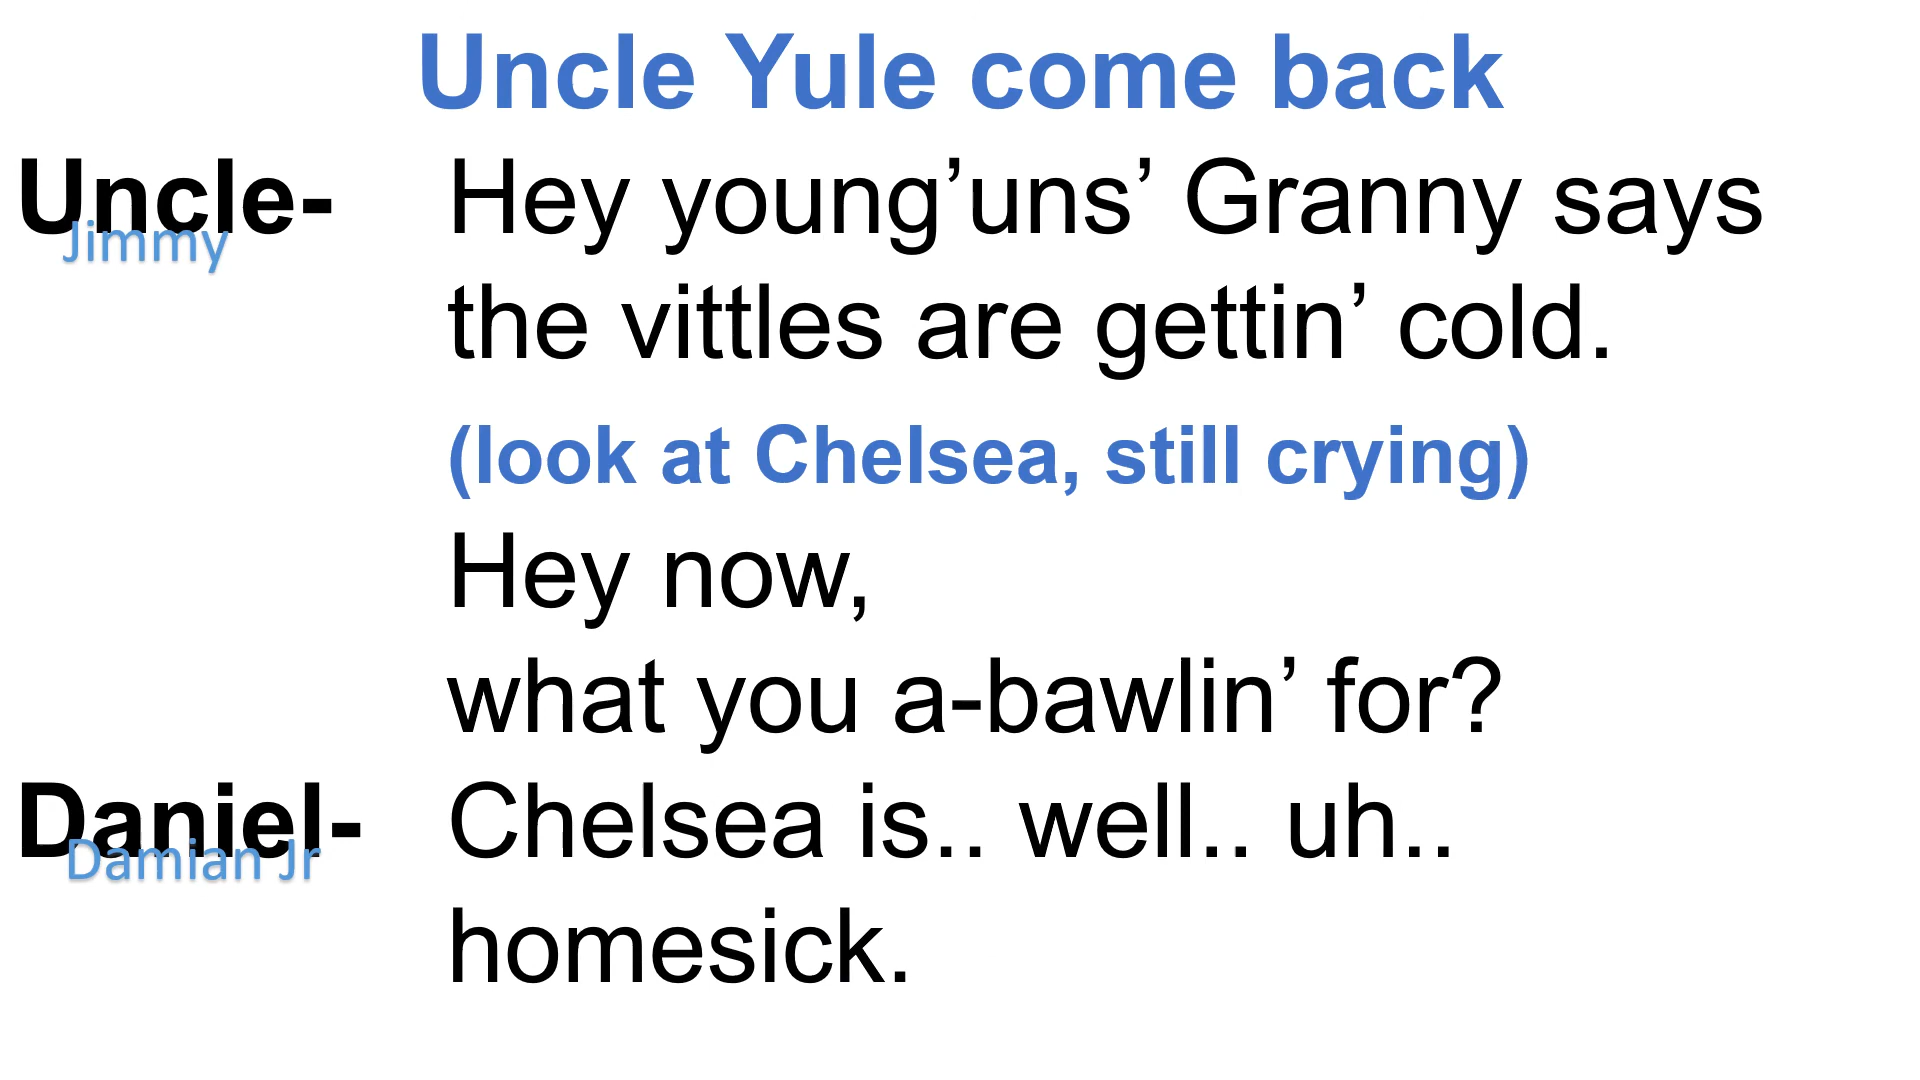 Uncle Yule come back
Uncle- Hey young’uns’ Granny says
Jimmy
the vittles are gettin’ cold.
(look at Chelsea, still crying)
Hey now,
what you a-bawlin’ for?
Daniel- Chelsea is.. well.. uh..
Damian Jr
homesick.